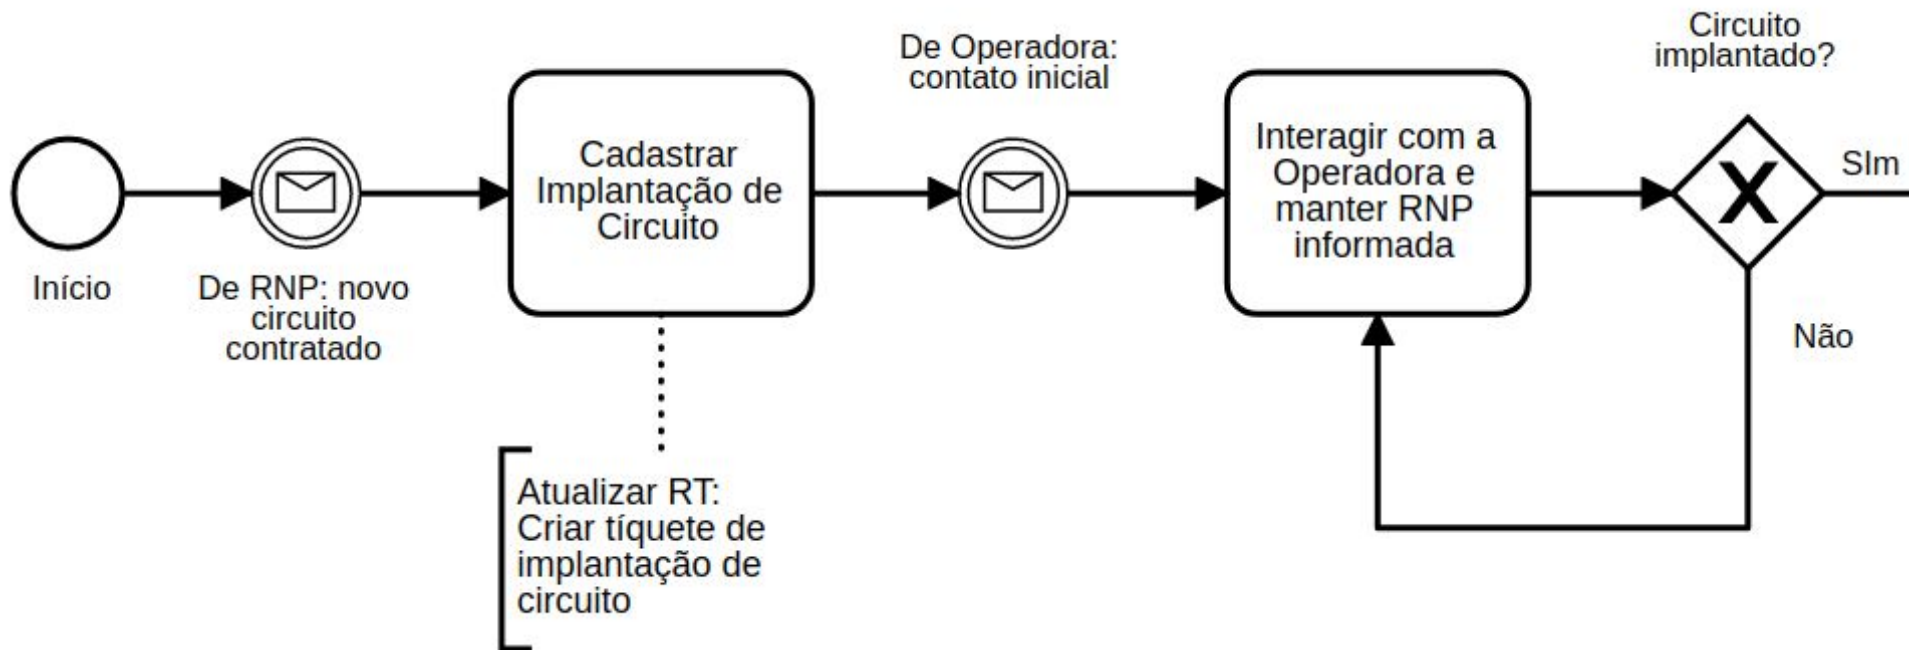 Início
De RNP: novo
circuito
contratado
Cadastrar
Implantação de
Circuito
Atualizar RT:
Criar tíquete de
implantação de
circuito
De Operadora:
contato inicial
Interagir com a
Operadora e
manter RNP
informada
Circuito
implantado?
X
SIm
Não